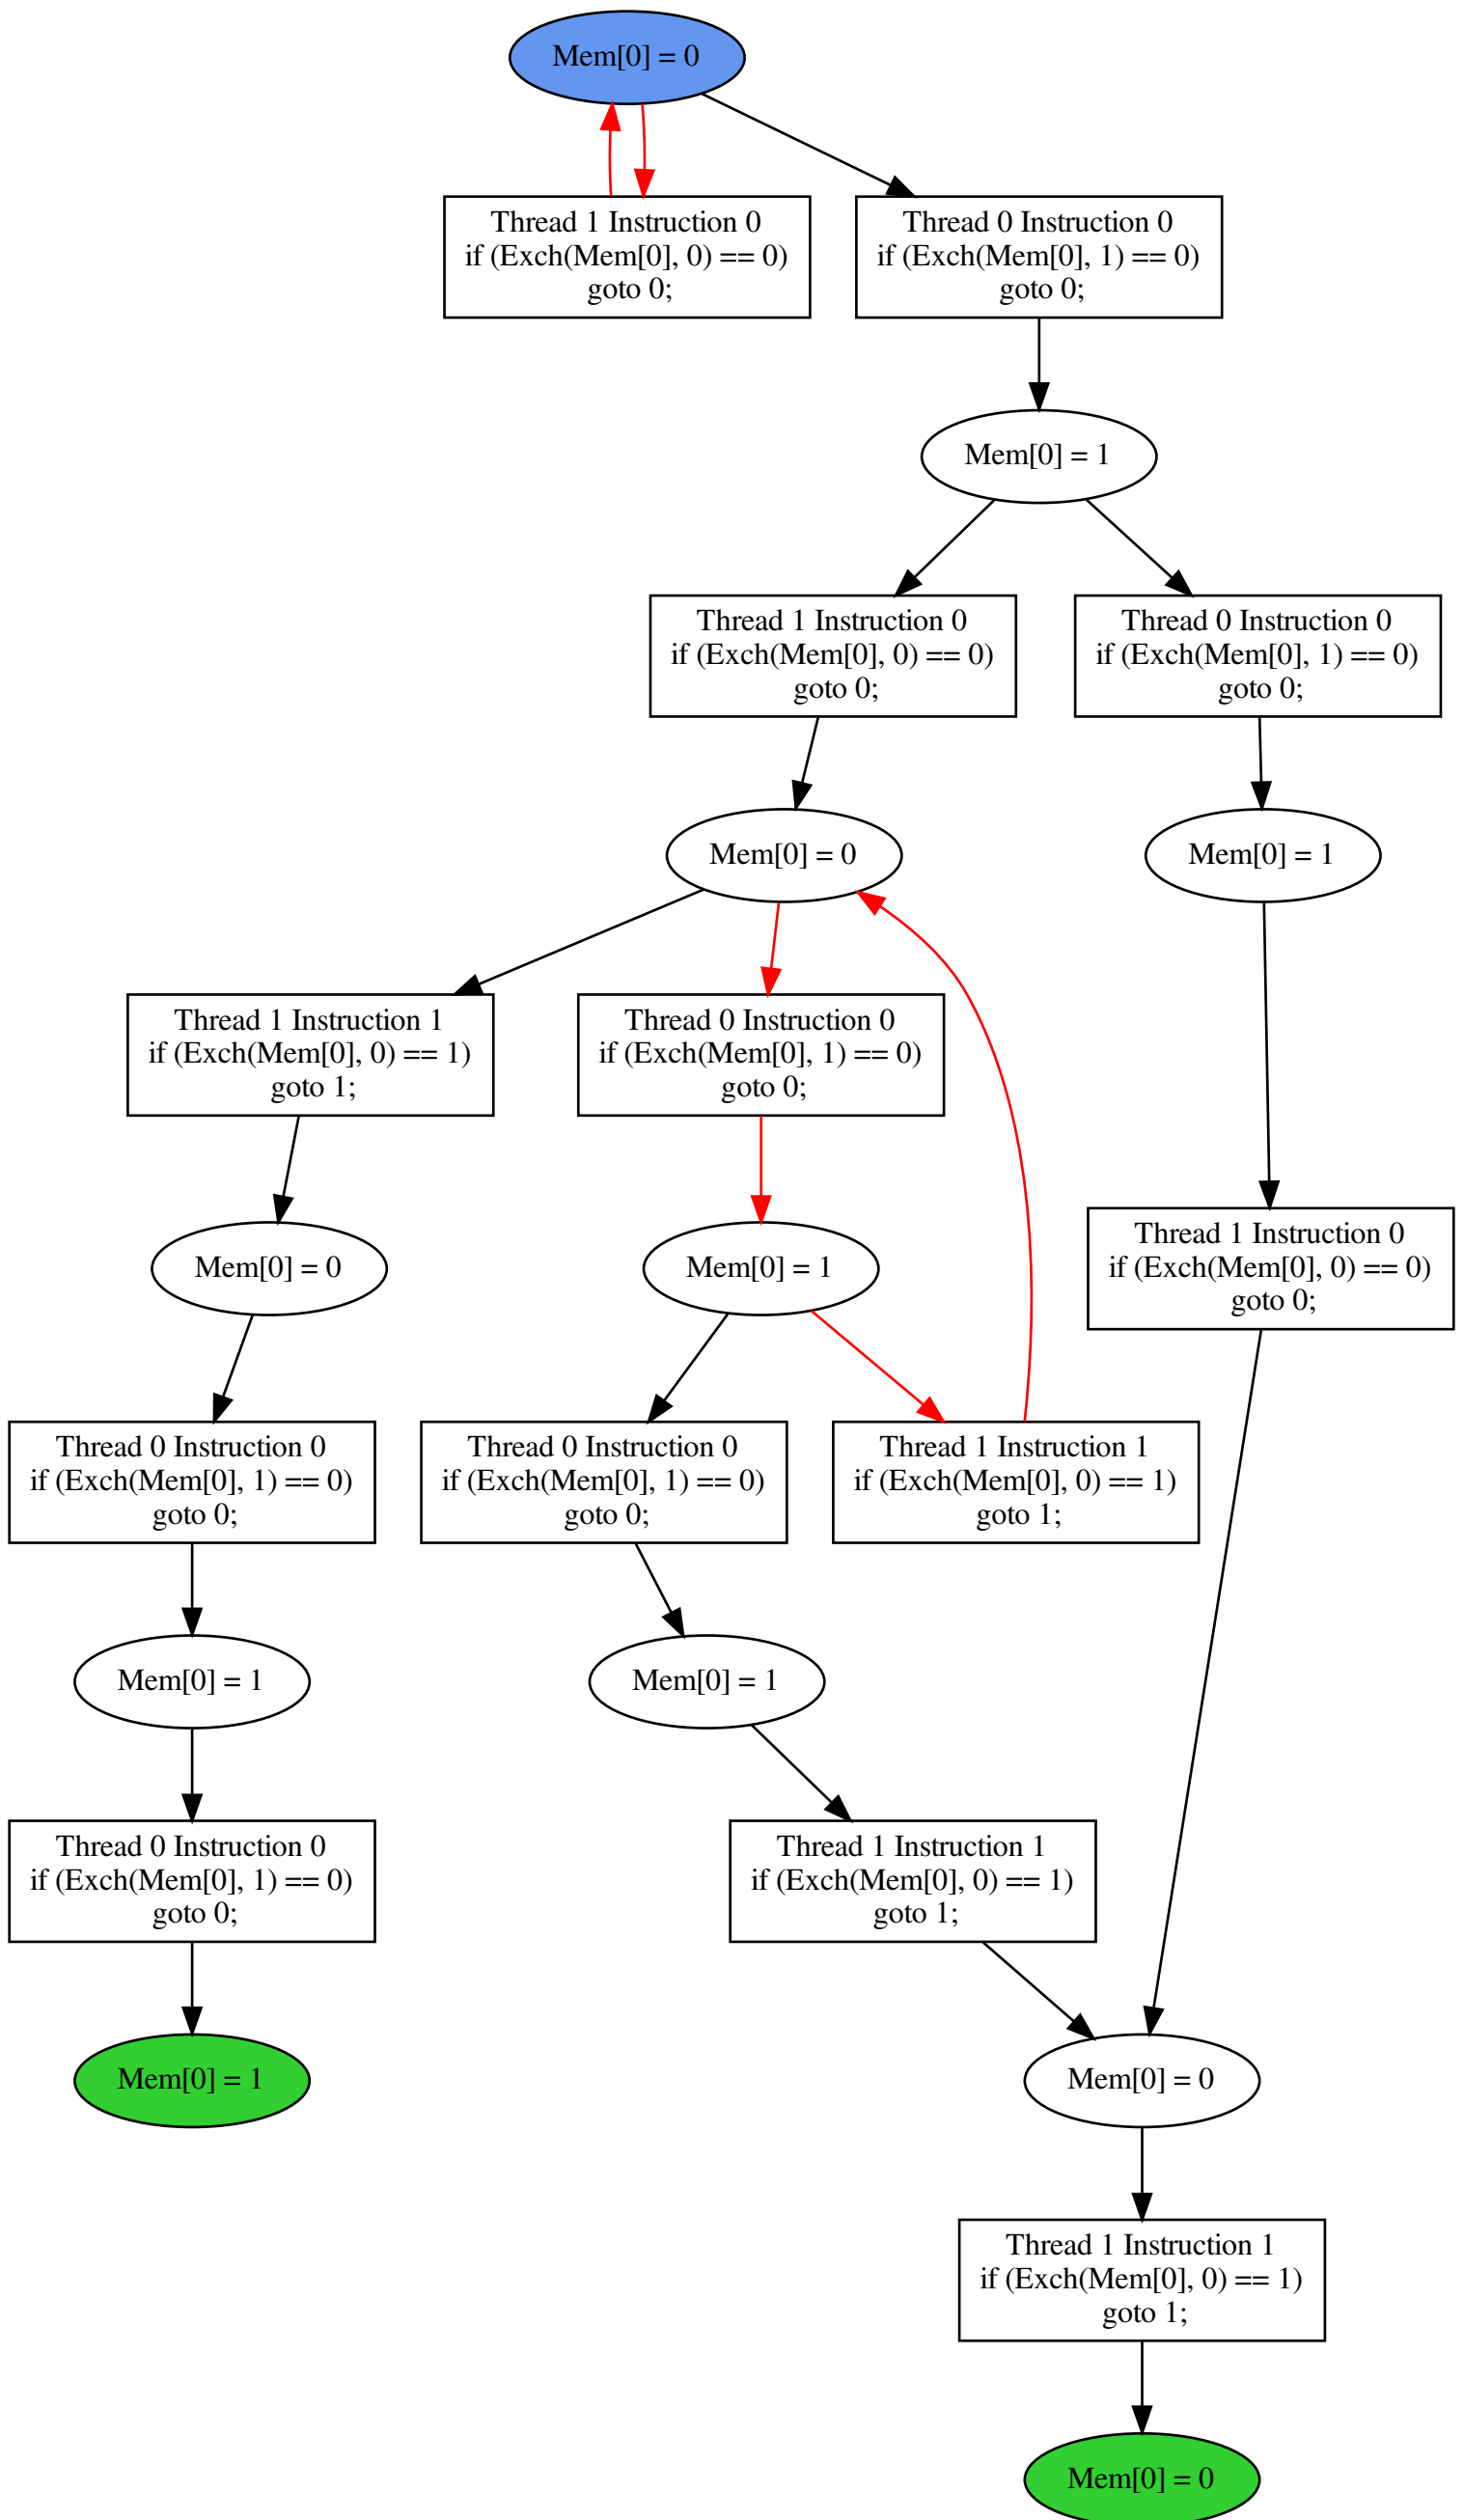 Mem[0] = 0
Thread 1 Instruction 0
if (Exch(Mem[0], 0) == 0)
goto 0;
Thread 0 Instruction 0
if (Exch(Mem[0], 1) == 0)
goto 0;
Mem[0] = 1
Thread 1 Instruction 0
if (Exch(Mem[0], 0) == 0)
goto 0;
Thread 0 Instruction 0
if (Exch(Mem[0], 1) == 0)
goto 0;
Mem[0] = 0
Mem[0] = 1
Thread 1 Instruction 1
if (Exch(Mem[0], 0) == 1)
goto 1;
Thread 0 Instruction 0
if (Exch(Mem[0], 1) == 0)
goto 0;
Mem[0] = 0
Mem[0] = 1
Thread 1 Instruction 0
if (Exch(Mem[0], 0) == 0)
goto 0;
Thread 0 Instruction 0
if (Exch(Mem[0], 1) == 0)
goto 0;
Thread 0 Instruction 0
if (Exch(Mem[0], 1) == 0)
goto 0;
Thread 1 Instruction 1
if (Exch(Mem[0], 0) == 1)
goto 1;
Mem[0] = 1
Mem[0] = 1
Thread 0 Instruction 0
if (Exch(Mem[0], 1) == 0)
goto 0;
Thread 1 Instruction 1
if (Exch(Mem[0], 0) == 1)
goto 1;
Mem[0] = 1
Mem[0] = 0
Thread 1 Instruction 1
if (Exch(Mem[0], 0) == 1)
goto 1;
Mem[0] = 0